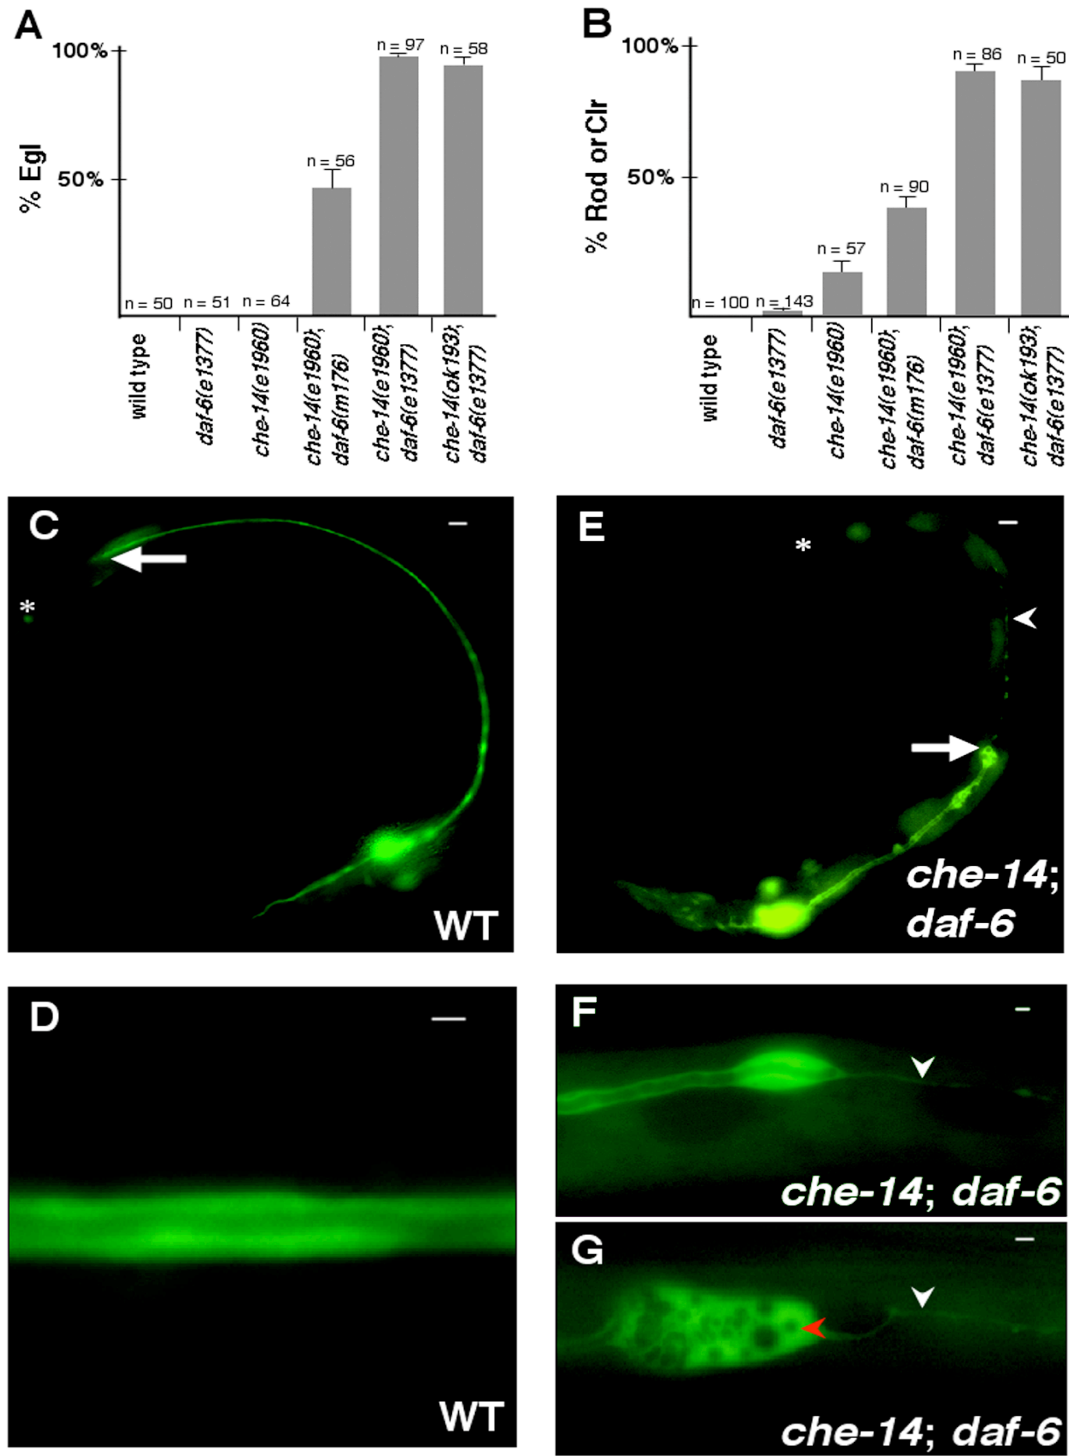 A
100%
50%
% Egl
n = 50
n = 51
n = 64
n = 56
n = 97
n = 58
wild type
daf-6(e1377)
che-14(e1960)
che-14(e1960);
daf-6(m176)
che-14(e1960);
daf-6(e1377)
che-14(ok193);
daf-6(e1377)
B
100%
50%
% Rod or Clr
n = 100
n = 143
n = 57
n = 90
n = 86
n = 50
wild type
daf-6(e1377)
che-14(e1960)
che-14(e1960);
daf-6(m176)
che-14(e1960);
daf-6(e1377)
che-14(ok193);
daf-6(e1377)
C
*
WT
E
*
che-14;
daf-6
D
WT
F
che-14; daf-6
G
che-14; daf-6